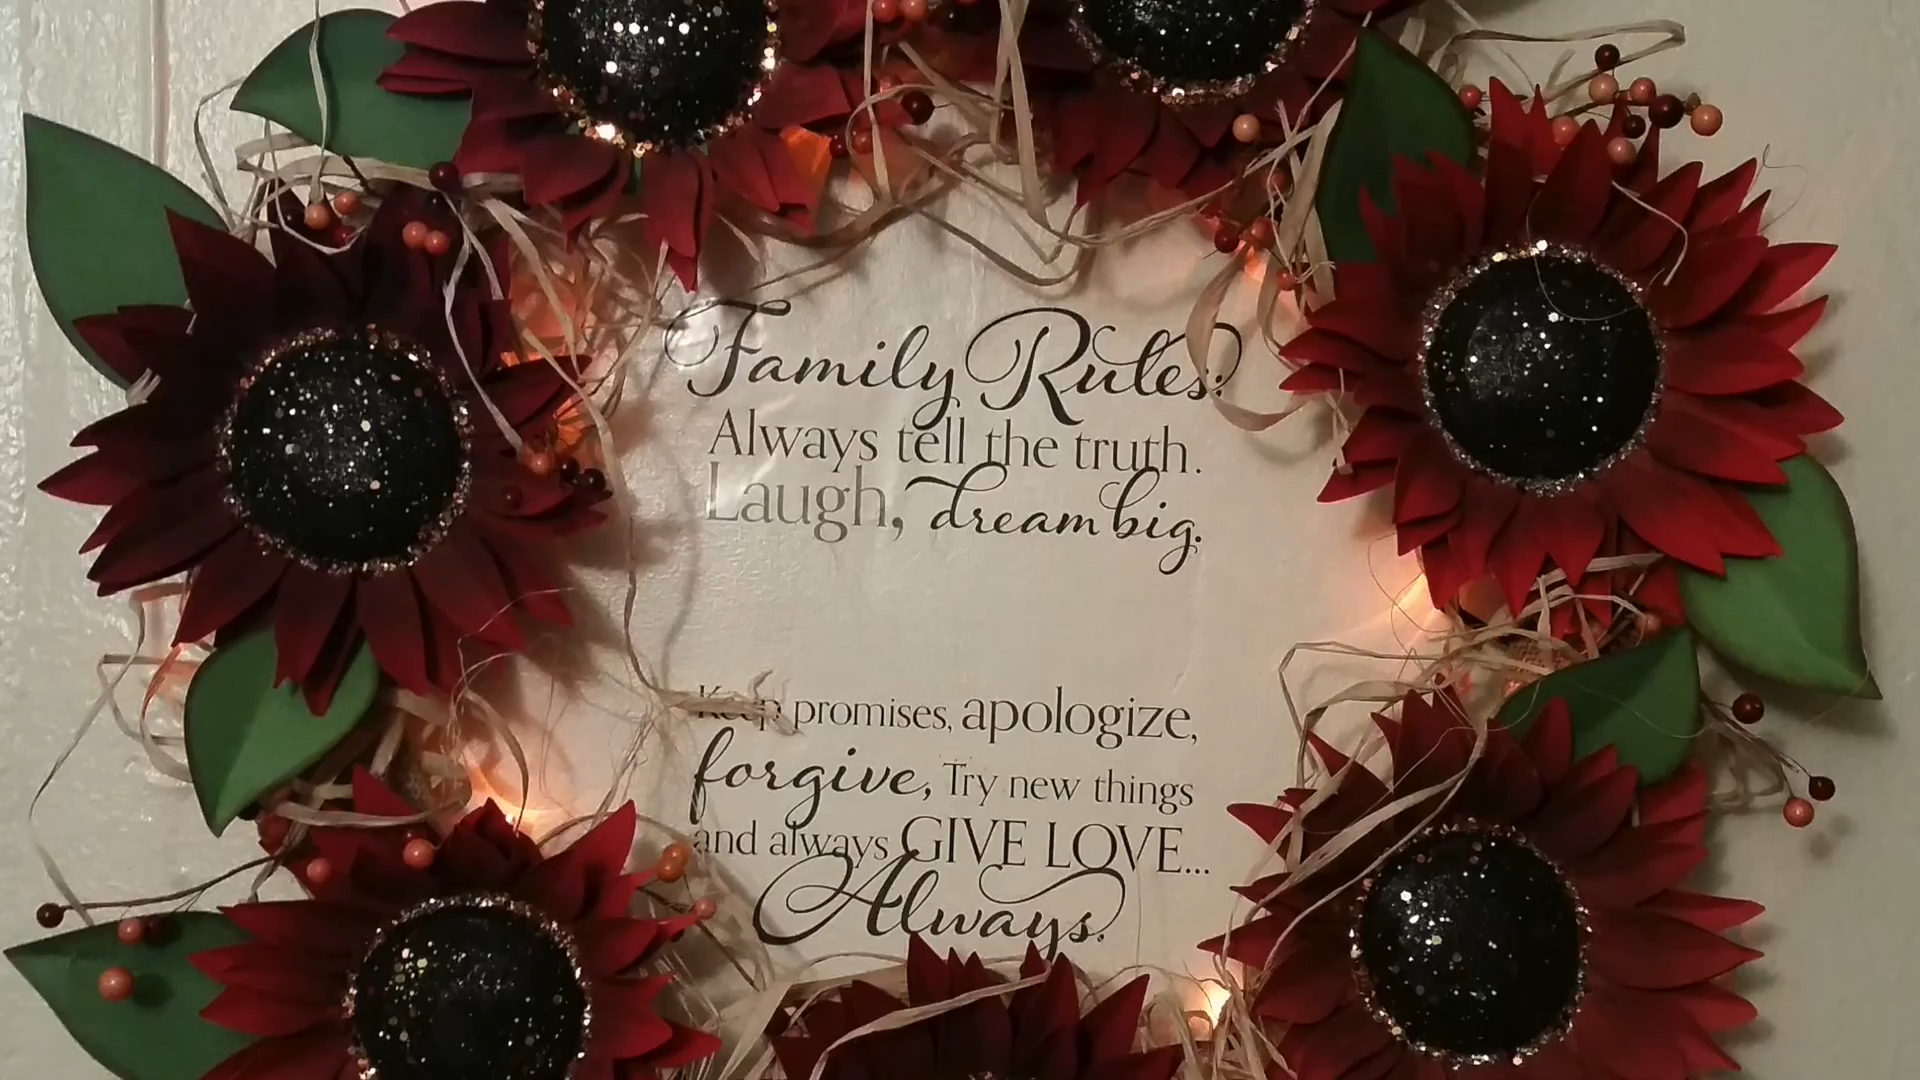 Family Rules:
Always tell the truth.
Laugh, dream big.
Keep promises, apologize,
forgive, Try new things
and always GIVE LOVE...
Always.